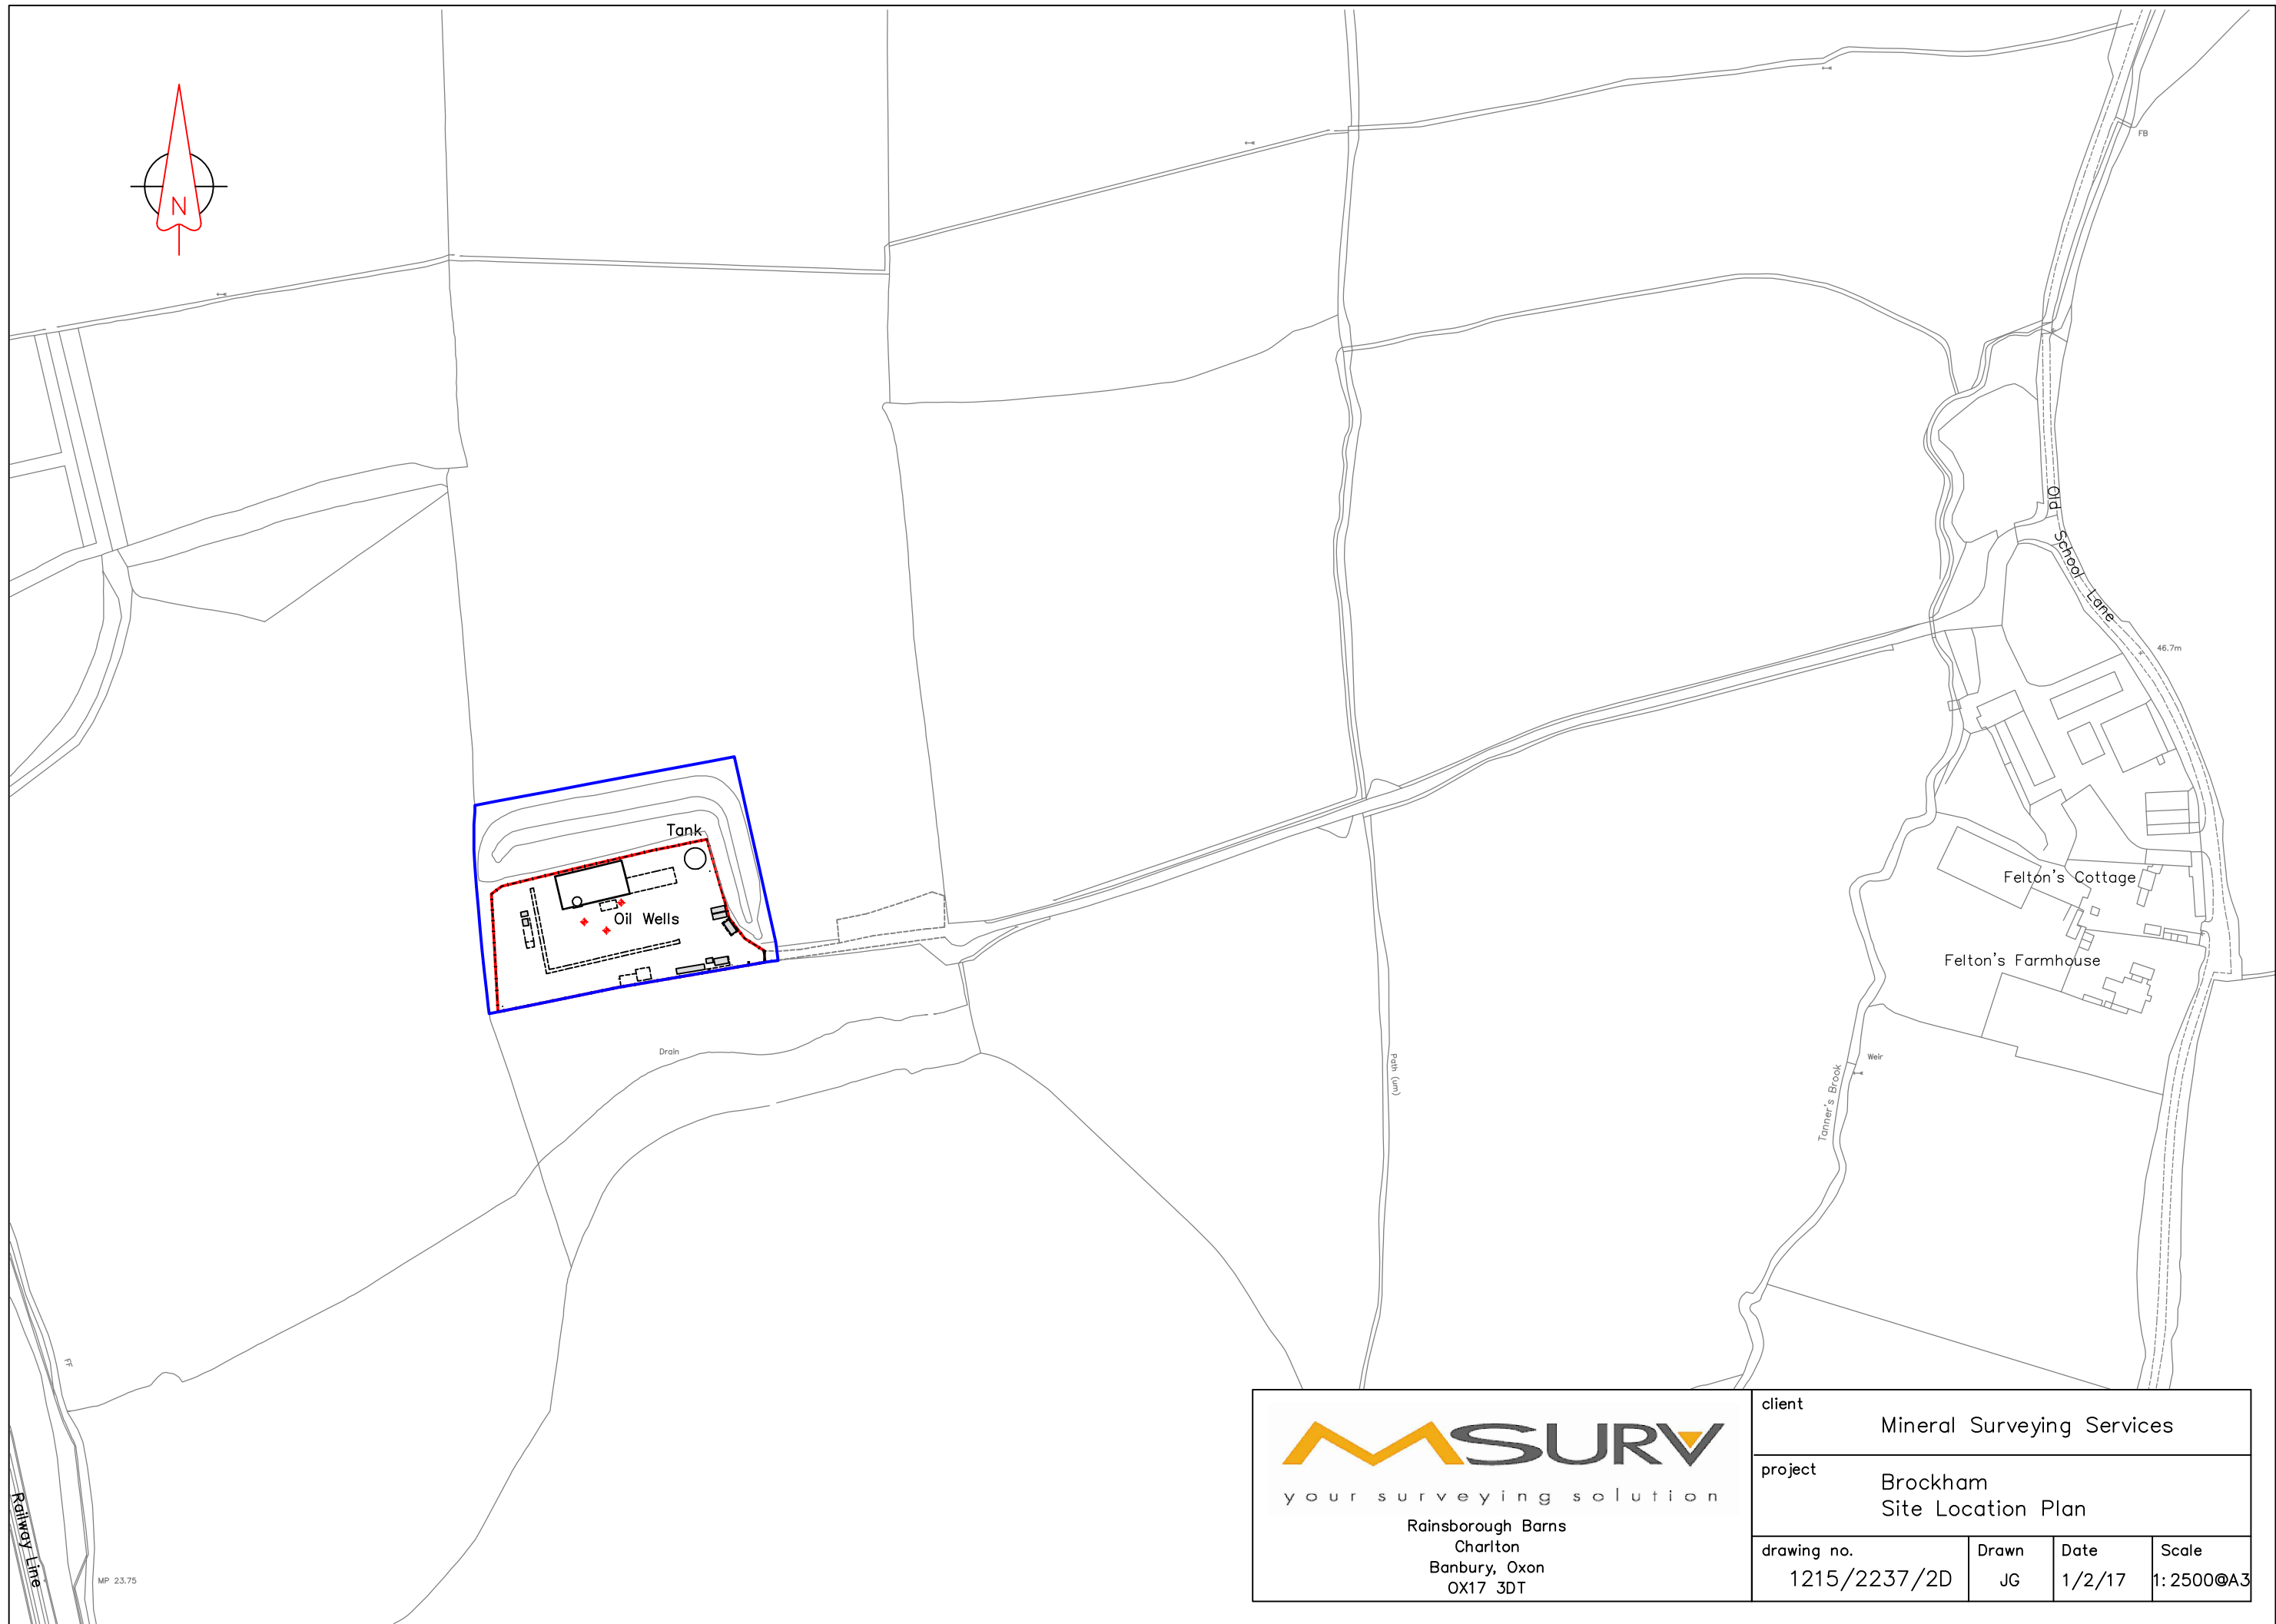 N
FB
Old School Lane
46.7m
Tank
Oil Wells
Felton's Cottage
Felton's Farmhouse
Drain
Path (um)
Weir
Tanner's Brook
FF
Railway Line
MP 23.75
MSURV
your surveying solution
Rainsborough Barns
Charlton
Banbury, Oxon
OX17 3DT
client
Mineral Surveying Services
project
Brockham
Site Location Plan
drawing no.
1215/2237/2D
Drawn
JG
Date
1/2/17
Scale
1:2500@A3